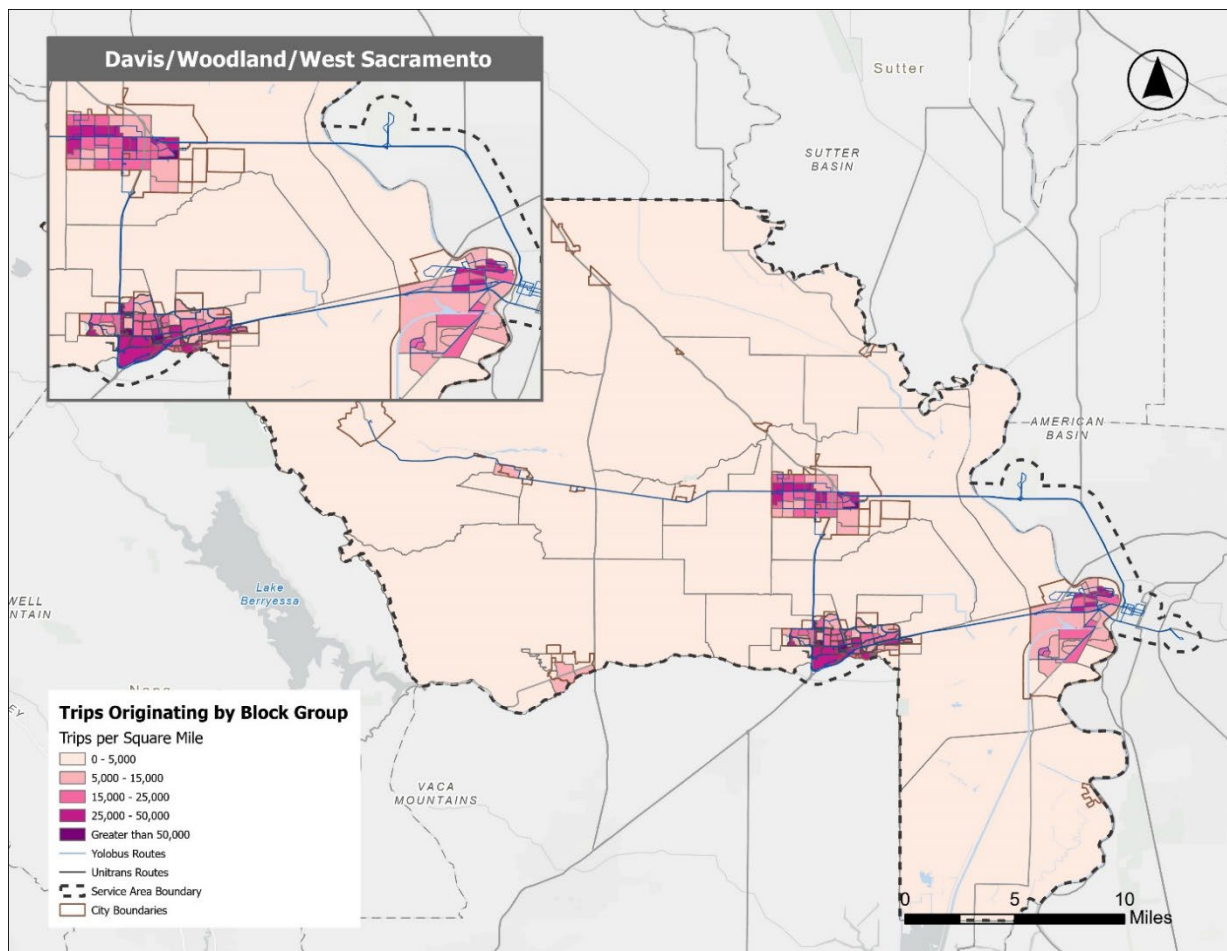 Davis/Woodland/West Sacramento
Sutter
SUTTER
BASIN
AMERICAN
BASIN
Lake
Berryessa
VACA
MOUNTAINS
Trips Originating by Block Group
Trips per Square Mile
0 - 5,000
5,000 - 15,000
15,000 - 25,000
25,000 - 50,000
Greater than 50,000
Yolobus Routes
Unitrans Routes
Service Area Boundary
City Boundaries
0 5 10
Miles